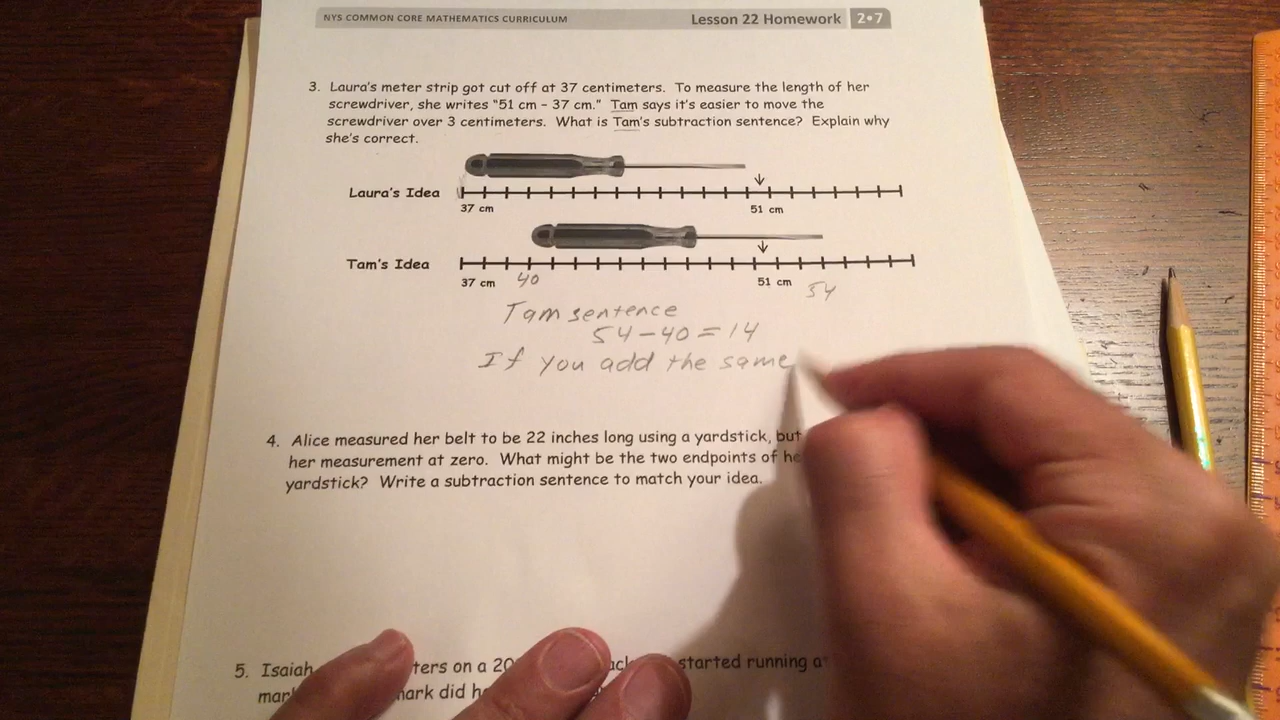 NYS COMMON CORE MATHEMATICS CURRICULUM Lesson 22 Homework 2•7
3. Laura's meter strip got cut off at 37 centimeters. To measure the length of her
screwdriver, she writes "51 cm – 37 cm." Tam says it's easier to move the
screwdriver over 3 centimeters. What is Tam's subtraction sentence? Explain why
she's correct.
Laura's Idea
37 cm 51 cm
Tam's Idea
37 cm 40 51 cm 54
Tam sentence
54-40=14
If you add the same
4. Alice measured her belt to be 22 inches long using a yardstick, but
her measurement at zero. What might be the two endpoints of
yardstick? Write a subtraction sentence to match your idea.
5. Isaiah on a 20 started running
did